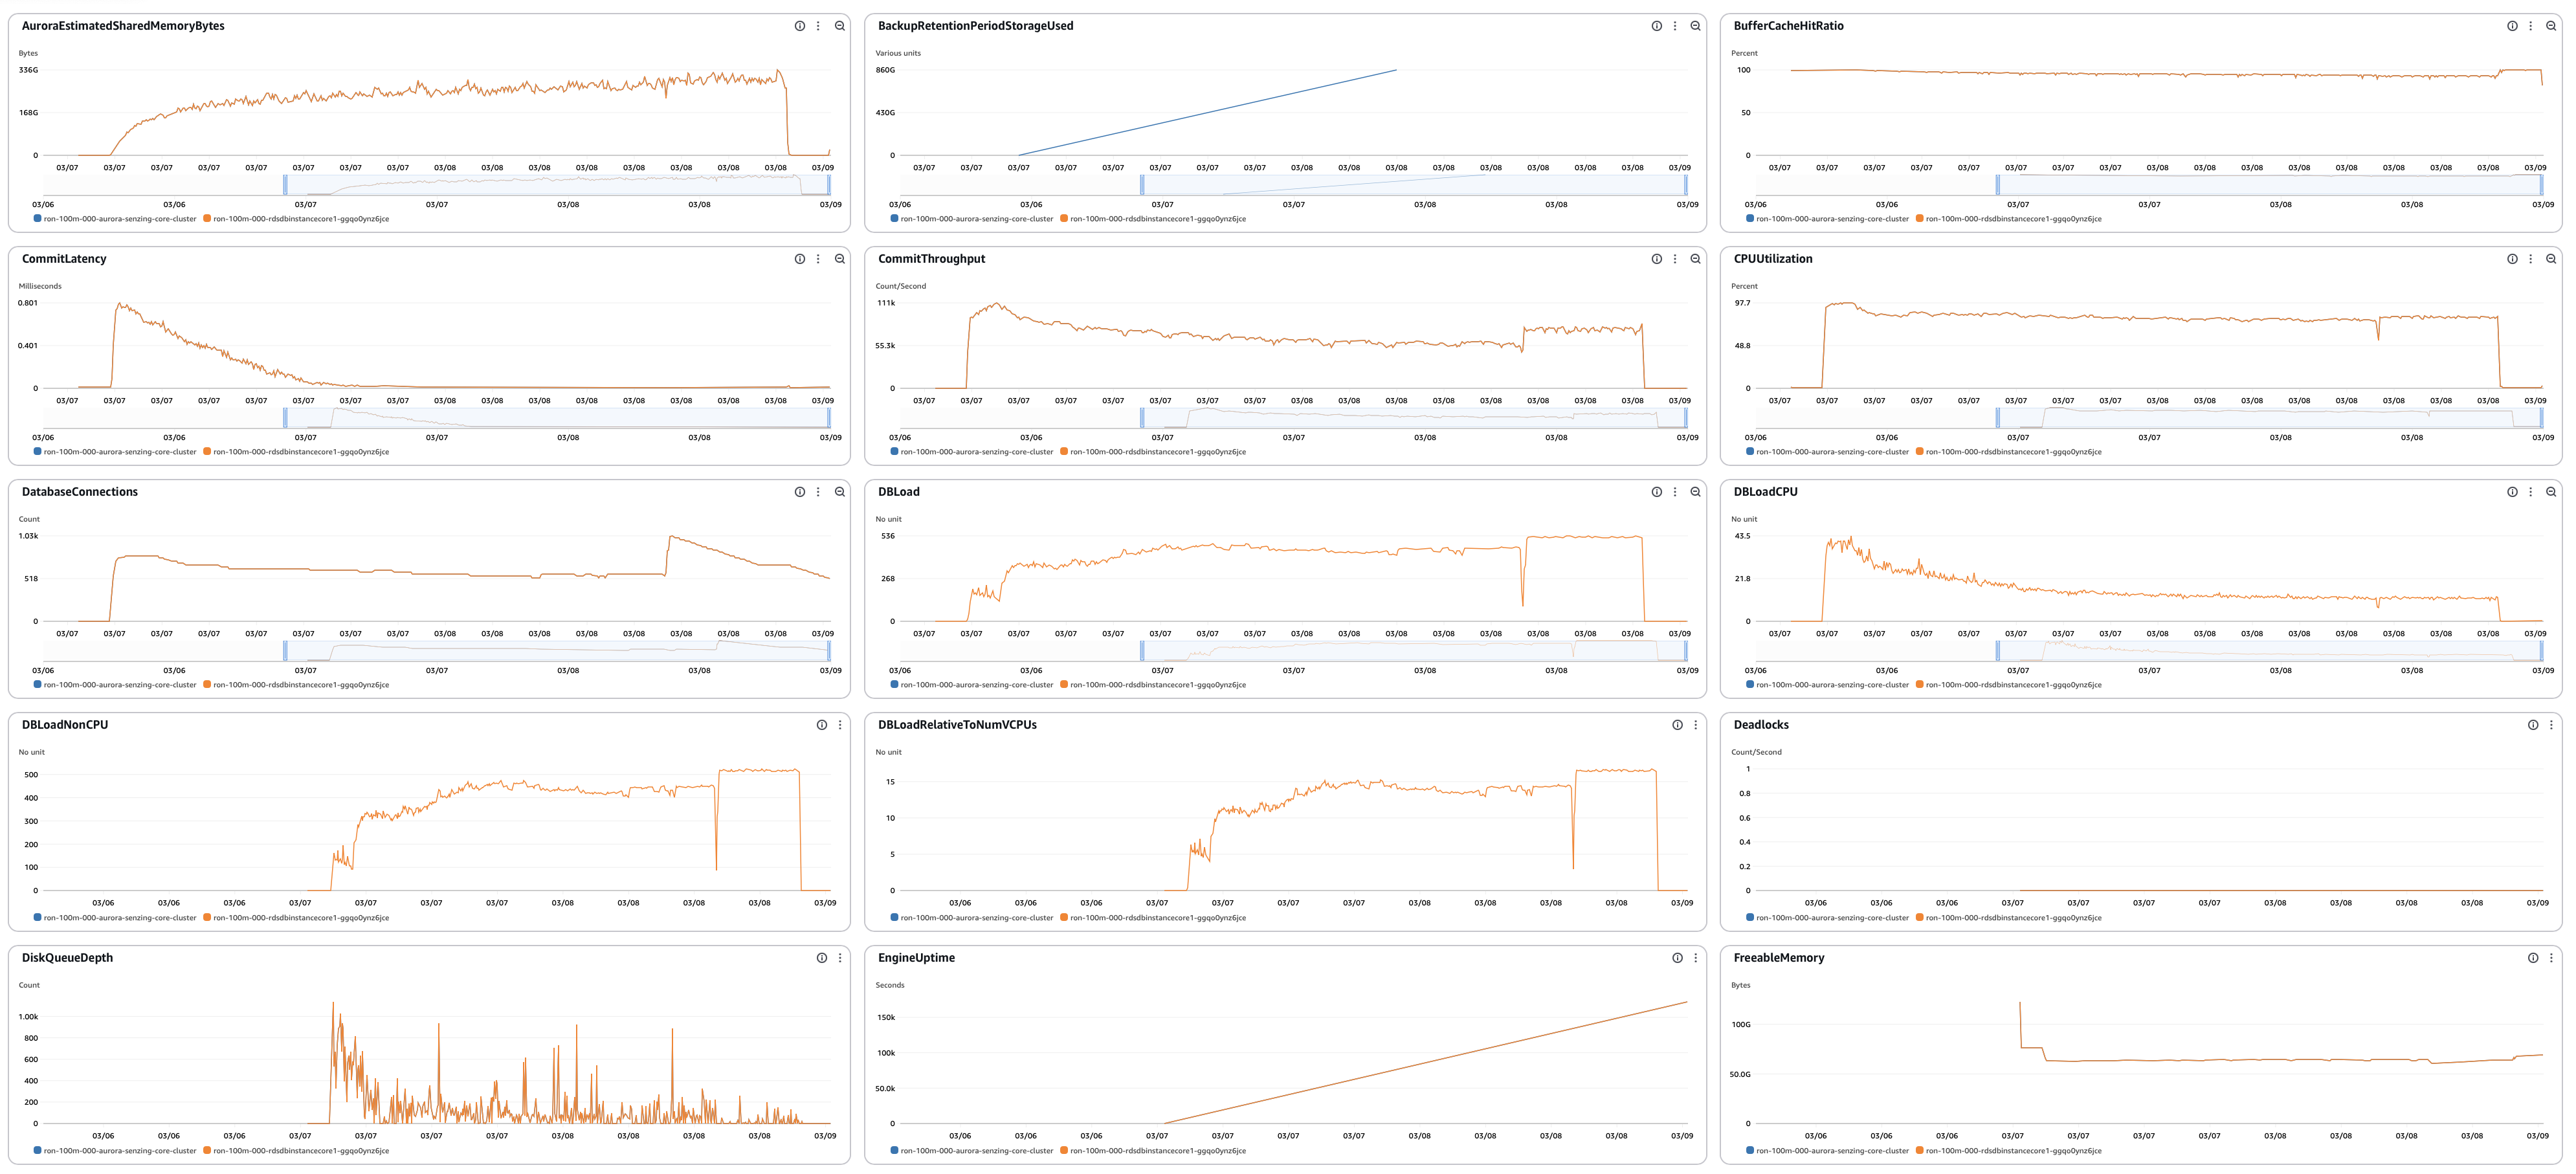 AuroraEstimatedSharedMemoryBytes
Bytes
336G
168G
0
03/07 03/07 03/07 03/07 03/07 03/07 03/07 03/07 03/08 03/08 03/08 03/08 03/08 03/08 03/08 03/08 03/09
03/06 03/06 03/07 03/07 03/08 03/08 03/09
ron-100m-000-aurora-senzing-core-cluster ron-100m-000-rdsdbinstancecore1-ggqo0ynz6jce
BackupRetentionPeriodStorageUsed
Various units
860G
430G
0
03/07 03/07 03/07 03/07 03/07 03/07 03/07 03/07 03/08 03/08 03/08 03/08 03/08 03/08 03/08 03/08 03/09
03/06 03/06 03/07 03/07 03/08 03/08 03/09
ron-100m-000-aurora-senzing-core-cluster ron-100m-000-rdsdbinstancecore1-ggqo0ynz6jce
BufferCacheHitRatio
Percent
100
50
0
03/07 03/07 03/07 03/07 03/07 03/07 03/07 03/07 03/08 03/08 03/08 03/08 03/08 03/08 03/08 03/08 03/09
03/06 03/06 03/07 03/07 03/08 03/08 03/09
ron-100m-000-aurora-senzing-core-cluster ron-100m-000-rdsdbinstancecore1-ggqo0ynz6jce
CommitLatency
Milliseconds
0.801
0.401
0
03/07 03/07 03/07 03/07 03/07 03/07 03/07 03/07 03/08 03/08 03/08 03/08 03/08 03/08 03/08 03/08 03/09
03/06 03/06 03/07 03/07 03/08 03/08 03/09
ron-100m-000-aurora-senzing-core-cluster ron-100m-000-rdsdbinstancecore1-ggqo0ynz6jce
CommitThroughput
Count/Second
111k
55.3k
0
03/07 03/07 03/07 03/07 03/07 03/07 03/07 03/07 03/08 03/08 03/08 03/08 03/08 03/08 03/08 03/08 03/09
03/06 03/06 03/07 03/07 03/08 03/08 03/09
ron-100m-000-aurora-senzing-core-cluster ron-100m-000-rdsdbinstancecore1-ggqo0ynz6jce
CPUUtilization
Percent
97.7
48.8
0
03/07 03/07 03/07 03/07 03/07 03/07 03/07 03/07 03/08 03/08 03/08 03/08 03/08 03/08 03/08 03/08 03/09
03/06 03/06 03/07 03/07 03/08 03/08 03/09
ron-100m-000-aurora-senzing-core-cluster ron-100m-000-rdsdbinstancecore1-ggqo0ynz6jce
DatabaseConnections
Count
1.03k
518
0
03/07 03/07 03/07 03/07 03/07 03/07 03/07 03/07 03/08 03/08 03/08 03/08 03/08 03/08 03/08 03/08 03/09
03/06 03/06 03/07 03/07 03/08 03/08 03/09
ron-100m-000-aurora-senzing-core-cluster ron-100m-000-rdsdbinstancecore1-ggqo0ynz6jce
DBLoad
No unit
536
268
0
03/07 03/07 03/07 03/07 03/07 03/07 03/07 03/07 03/08 03/08 03/08 03/08 03/08 03/08 03/08 03/08 03/09
03/06 03/06 03/07 03/07 03/08 03/08 03/09
ron-100m-000-aurora-senzing-core-cluster ron-100m-000-rdsdbinstancecore1-ggqo0ynz6jce
DBLoadCPU
No unit
43.5
21.8
0
03/07 03/07 03/07 03/07 03/07 03/07 03/07 03/07 03/08 03/08 03/08 03/08 03/08 03/08 03/08 03/08 03/09
03/06 03/06 03/07 03/07 03/08 03/08 03/09
ron-100m-000-aurora-senzing-core-cluster ron-100m-000-rdsdbinstancecore1-ggqo0ynz6jce
DBLoadNonCPU
No unit
500
400
300
200
100
0
03/06 03/06 03/06 03/07 03/07 03/07 03/07 03/08 03/08 03/08 03/08 03/09
ron-100m-000-aurora-senzing-core-cluster ron-100m-000-rdsdbinstancecore1-ggqo0ynz6jce
DBLoadRelativeToNumVCPUs
No unit
15
10
5
0
03/06 03/06 03/06 03/07 03/07 03/07 03/07 03/08 03/08 03/08 03/08 03/09
ron-100m-000-aurora-senzing-core-cluster ron-100m-000-rdsdbinstancecore1-ggqo0ynz6jce
Deadlocks
Count/Second
1
0.8
0.6
0.4
0.2
0
03/06 03/06 03/06 03/07 03/07 03/07 03/07 03/08 03/08 03/08 03/08 03/09
ron-100m-000-aurora-senzing-core-cluster ron-100m-000-rdsdbinstancecore1-ggqo0ynz6jce
DiskQueueDepth
Count
1.00k
800
600
400
200
0
03/06 03/06 03/06 03/07 03/07 03/07 03/07 03/08 03/08 03/08 03/08 03/09
ron-100m-000-aurora-senzing-core-cluster ron-100m-000-rdsdbinstancecore1-ggqo0ynz6jce
EngineUptime
Seconds
150k
100k
50.0k
0
03/06 03/06 03/06 03/07 03/07 03/07 03/07 03/08 03/08 03/08 03/08 03/09
ron-100m-000-aurora-senzing-core-cluster ron-100m-000-rdsdbinstancecore1-ggqo0ynz6jce
FreeableMemory
Bytes
100G
50.0G
0
03/06 03/06 03/06 03/07 03/07 03/07 03/07 03/08 03/08 03/08 03/08 03/09
ron-100m-000-aurora-senzing-core-cluster ron-100m-000-rdsdbinstancecore1-ggqo0ynz6jce